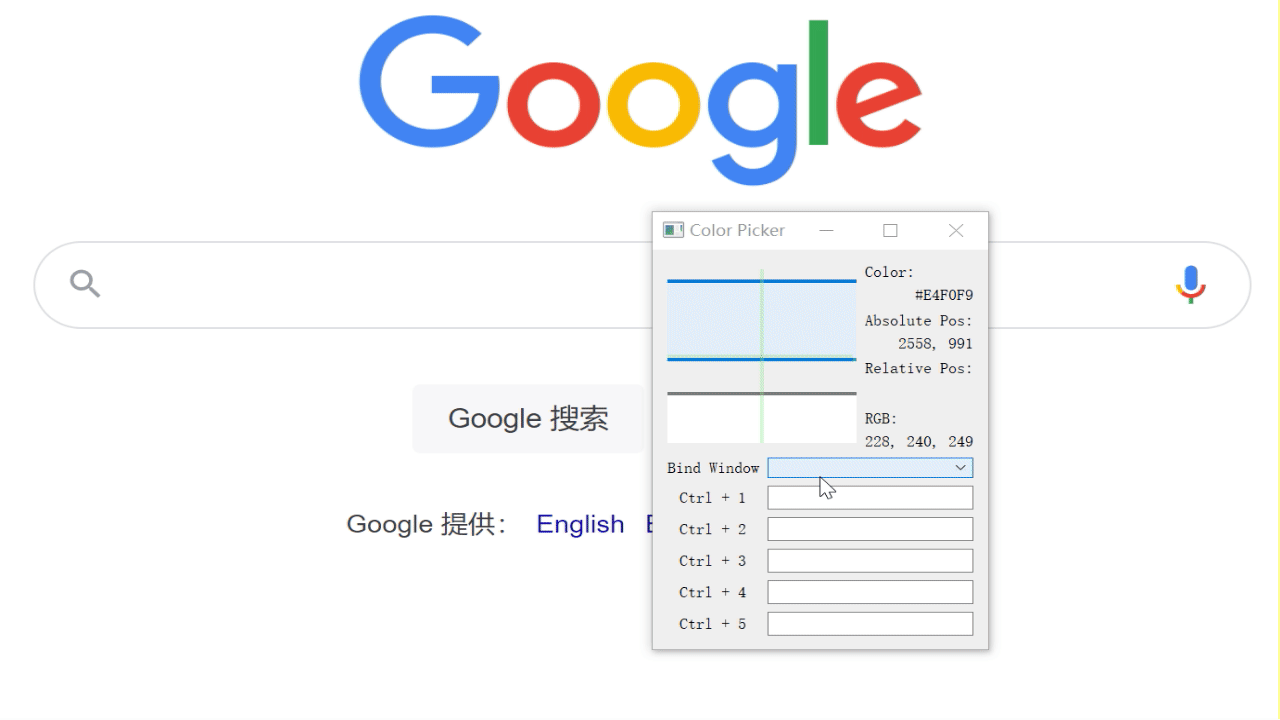 Google
Color Picker
Color:
#E4F0F9
Absolute Pos:
2558, 991
Relative Pos:
RGB:
228, 240, 249
Google 搜索
Bind Window
Ctrl + 1
Google 提供： English
Ctrl + 2
Ctrl + 3
Ctrl + 4
Ctrl + 5